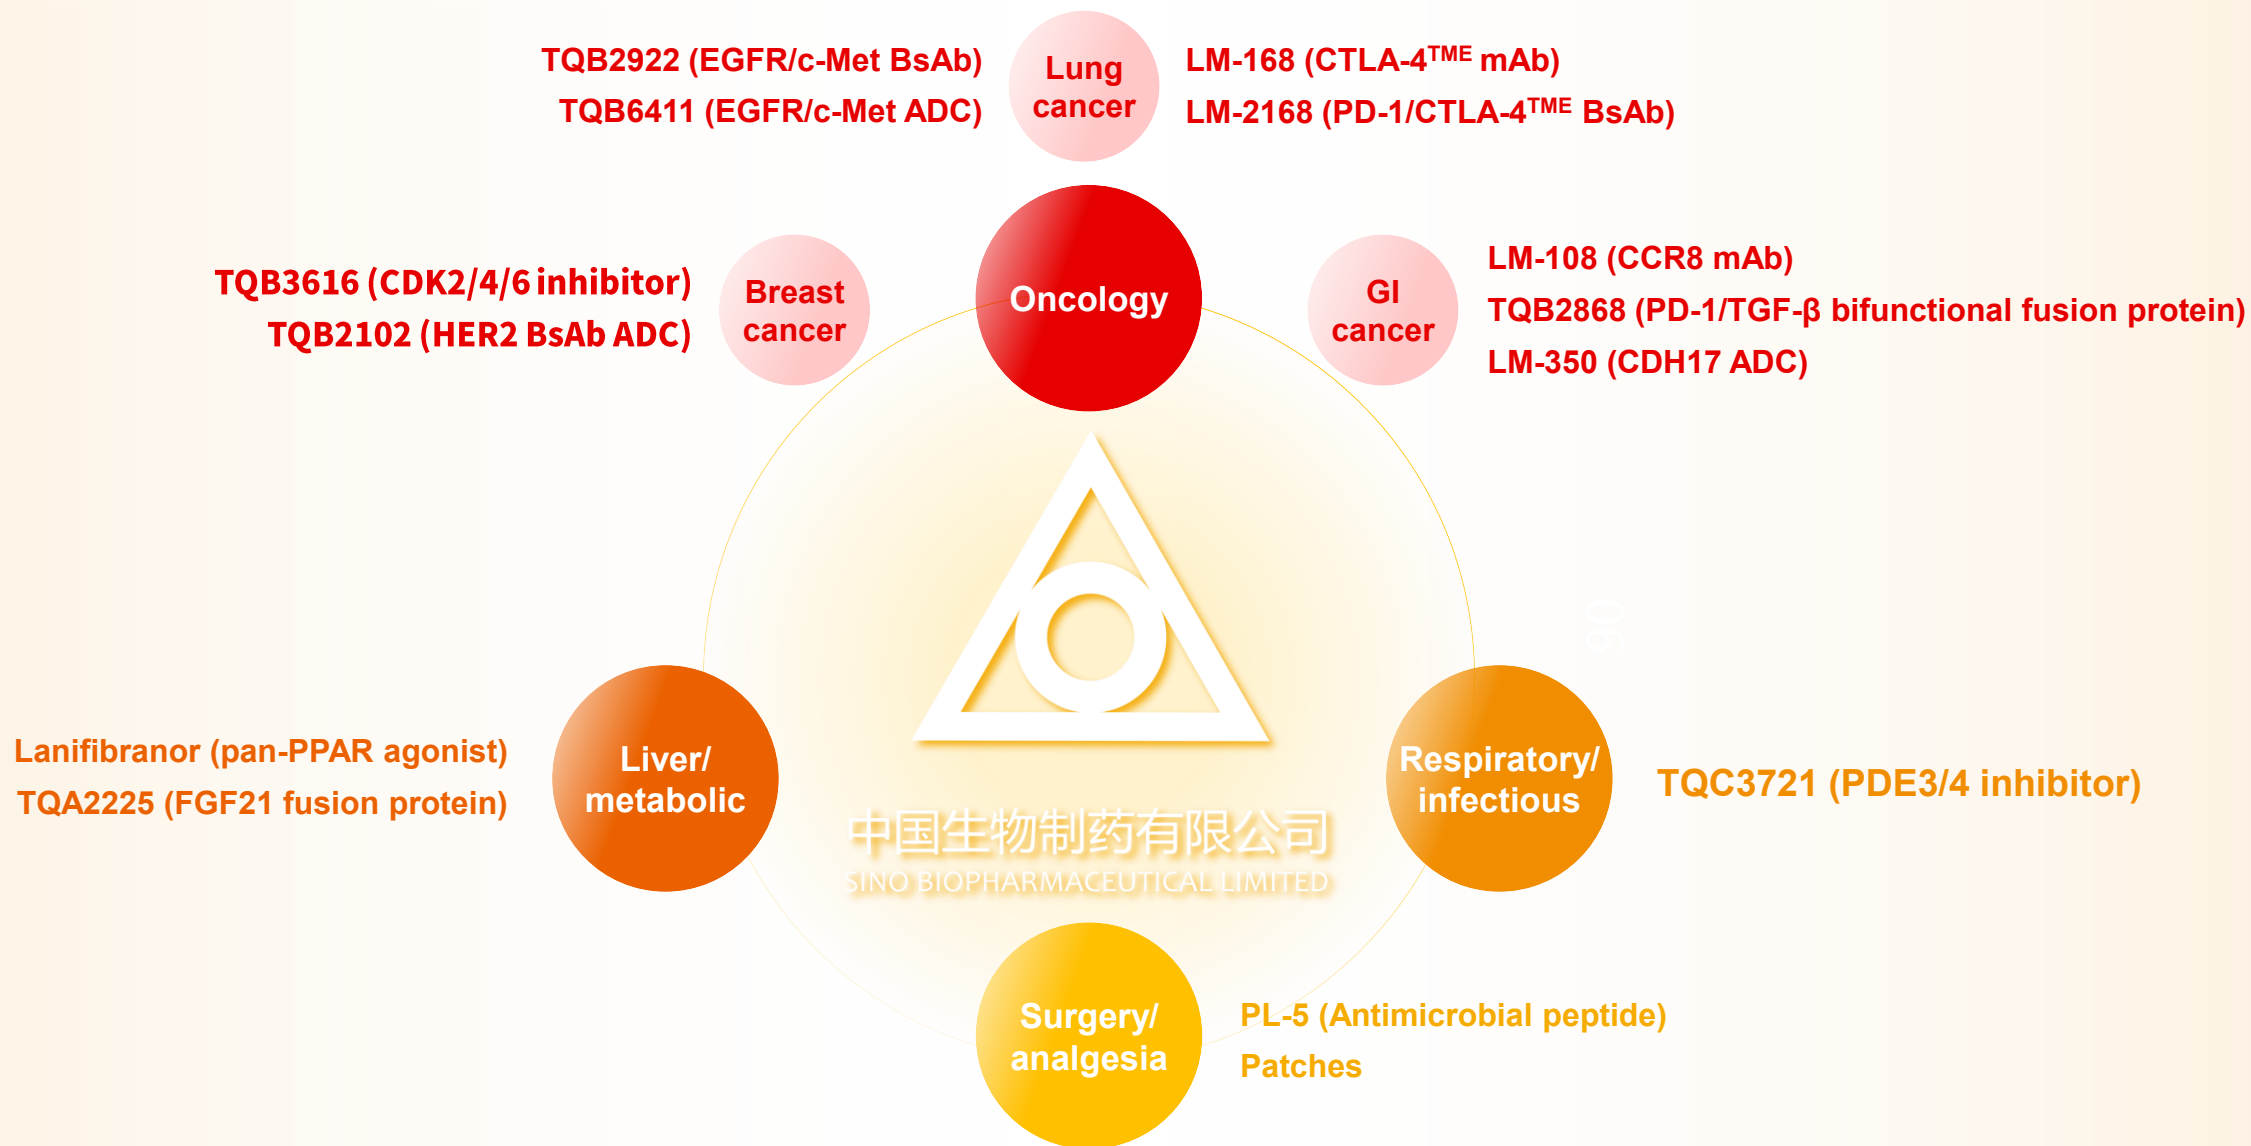 TQB2922 (EGFR/c-Met BsAb)
TQB6411 (EGFR/c-Met ADC)
Lung
cancer
LM-168 (CTLA-4ᵀᴹᴱ mAb)
LM-2168 (PD-1/CTLA-4ᵀᴹᴱ BsAb)
TQB3616 (CDK2/4/6 inhibitor)
TQB2102 (HER2 BsAb ADC)
Breast
cancer
Oncology
GI
cancer
LM-108 (CCR8 mAb)
TQB2868 (PD-1/TGF-β bifunctional fusion protein)
LM-350 (CDH17 ADC)
06
Lanifibranor (pan-PPAR agonist)
TQA2225 (FGF21 fusion protein)
Liver/
metabolic
中国生物制药有限公司
SINO BIOPHARMACEUTICAL LIMITED
Respiratory/
infectious
TQC3721 (PDE3/4 inhibitor)
Surgery/
analgesia
PL-5 (Antimicrobial peptide)
Patches